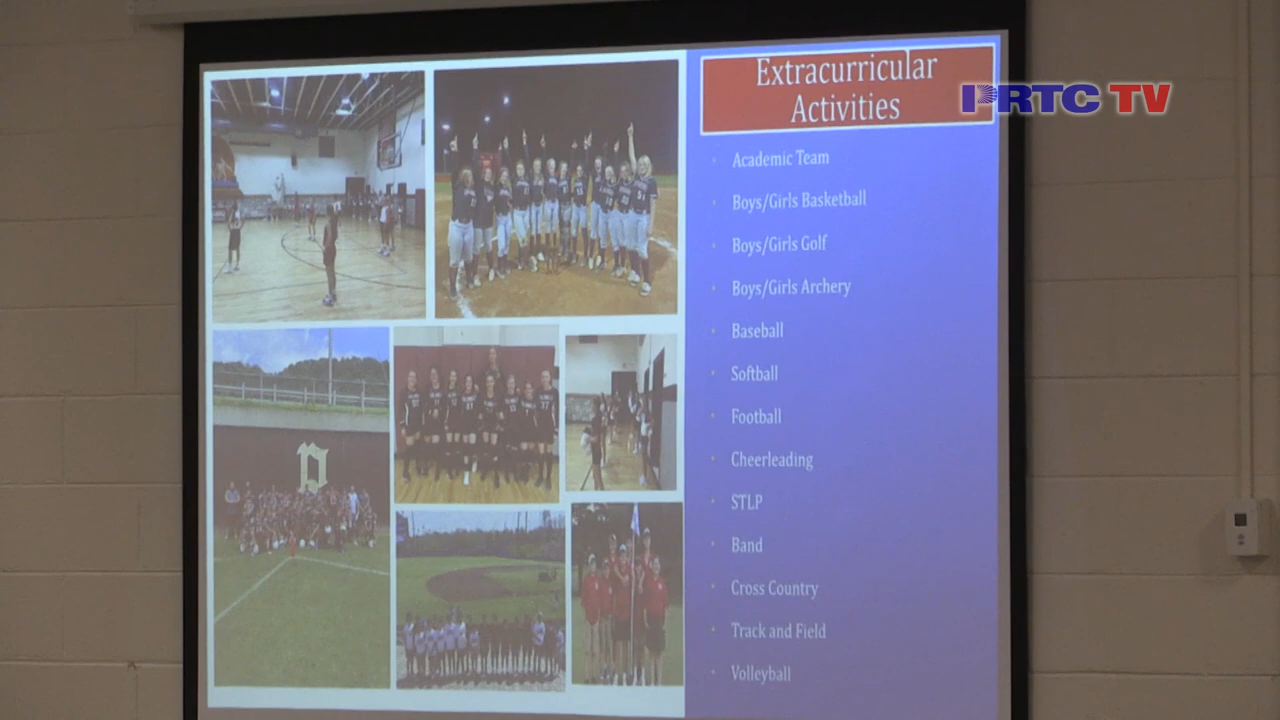 Extracurricular
Activities
PRTC TV
Academic Team
Boys/Girls Basketball
Boys/Girls Golf
Boys/Girls Archery
Baseball
Softball
Football
Cheerleading
STLP
Band
Cross Country
Track and Field
Volleyball